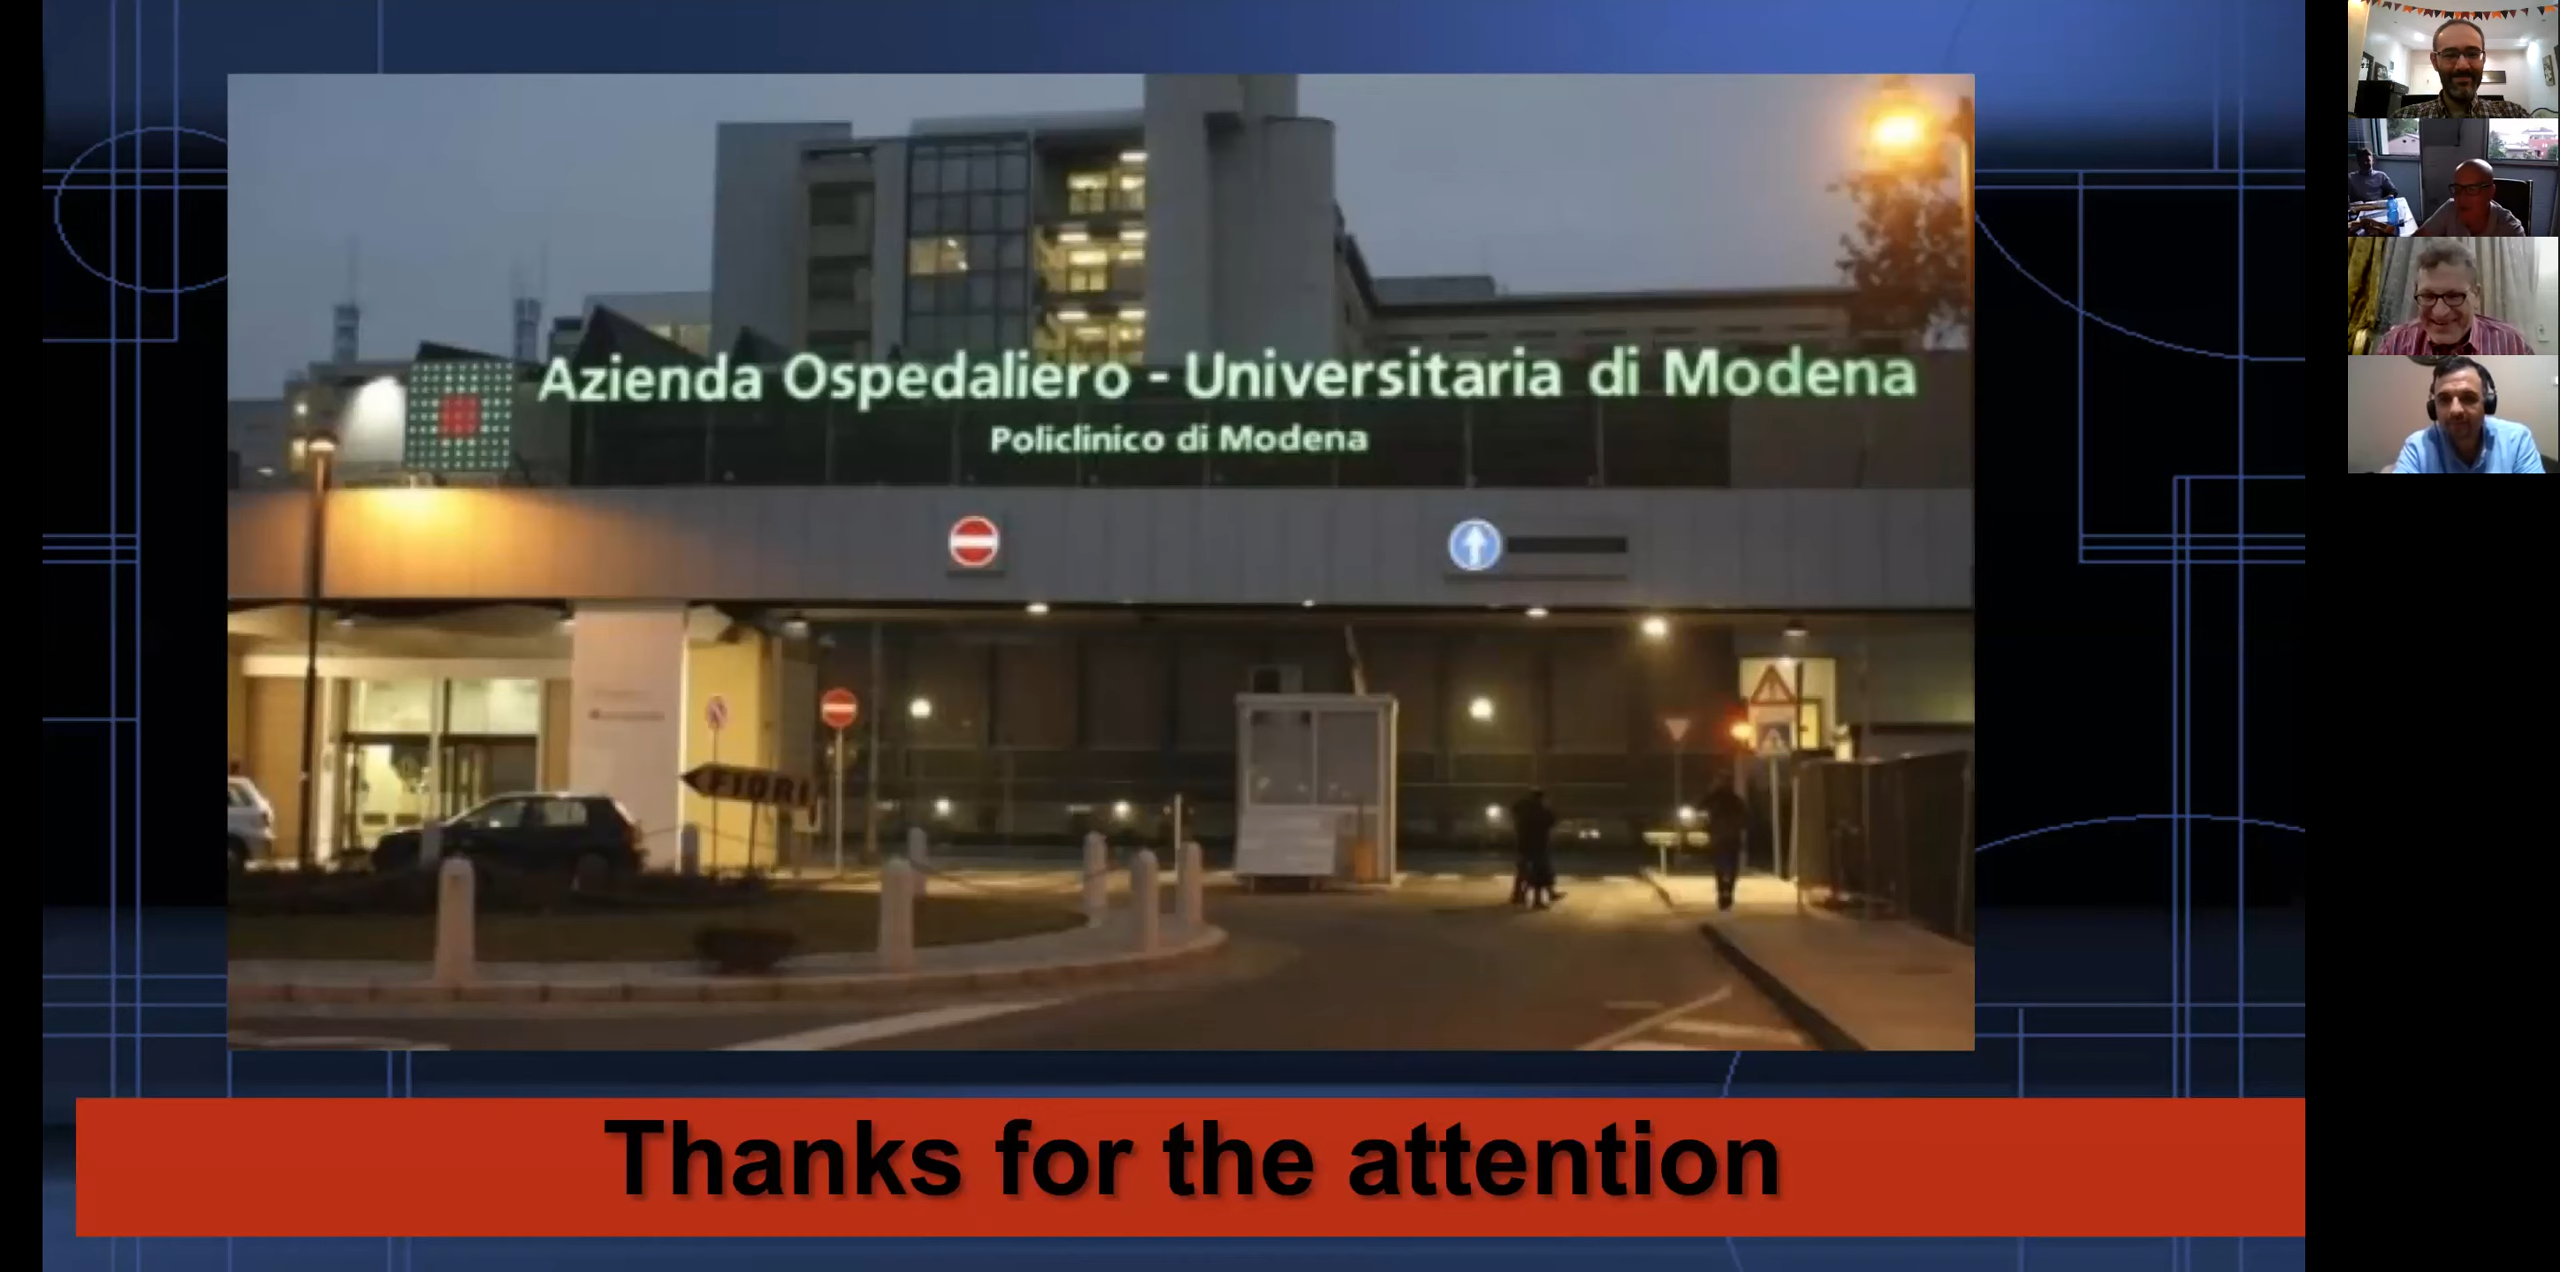 Azienda Ospedaliero - Universitaria di Modena
Policlinico di Modena
FIORI
Thanks for the attention